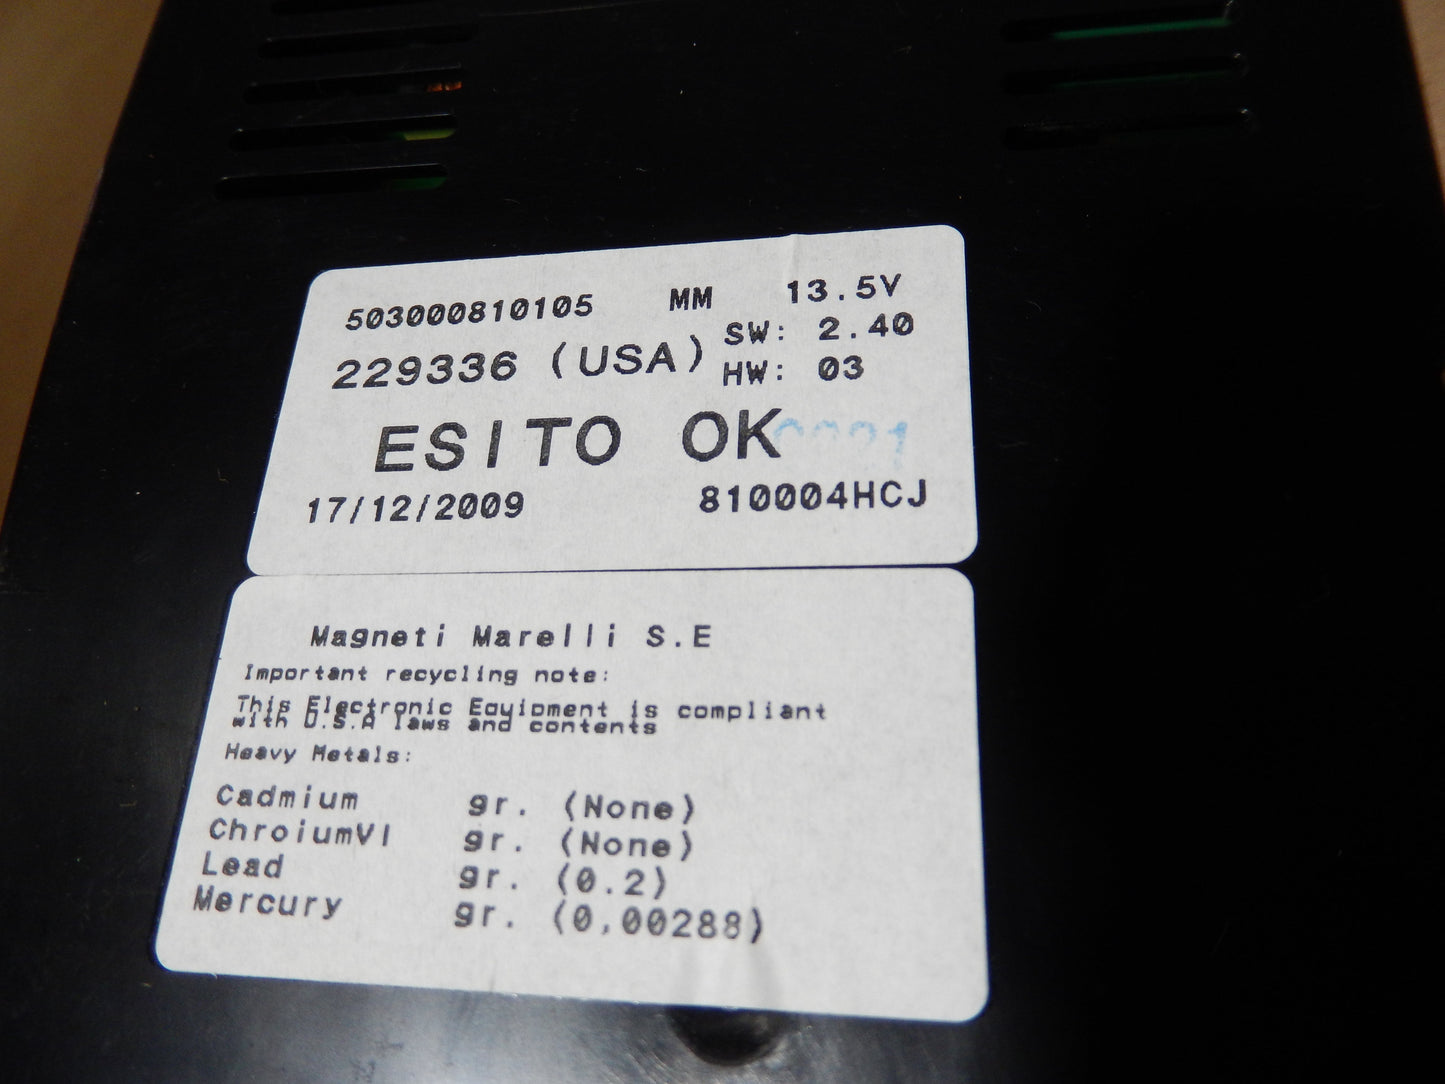 503000810105 MM 13.5V
229336 (USA) SW: 2.40
HW: 03
ESITO OK
17/12/2009 810004HCJ
Magneti Marelli S.E
Important recycling note:
This Electronic Equipment is compliant
with U.S.A laws and contents
Heavy Metals:
Cadmium gr. (None)
ChroiumVI gr. (None)
Lead gr. (0.2)
Mercury gr. (0,00288)